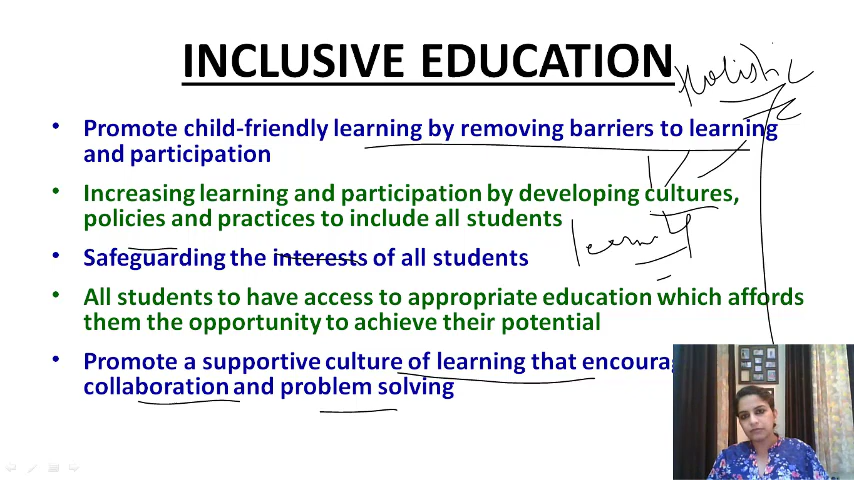 INCLUSIVE EDUCATION
Holistic
• Promote child-friendly learning by removing barriers to learning
and participation
• Increasing learning and participation by developing cultures,
policies and practices to include all students
learning
• Safeguarding the interests of all students
• All students to have access to appropriate education which affords
them the opportunity to achieve their potential
• Promote a supportive culture of learning that
collaboration and problem solving